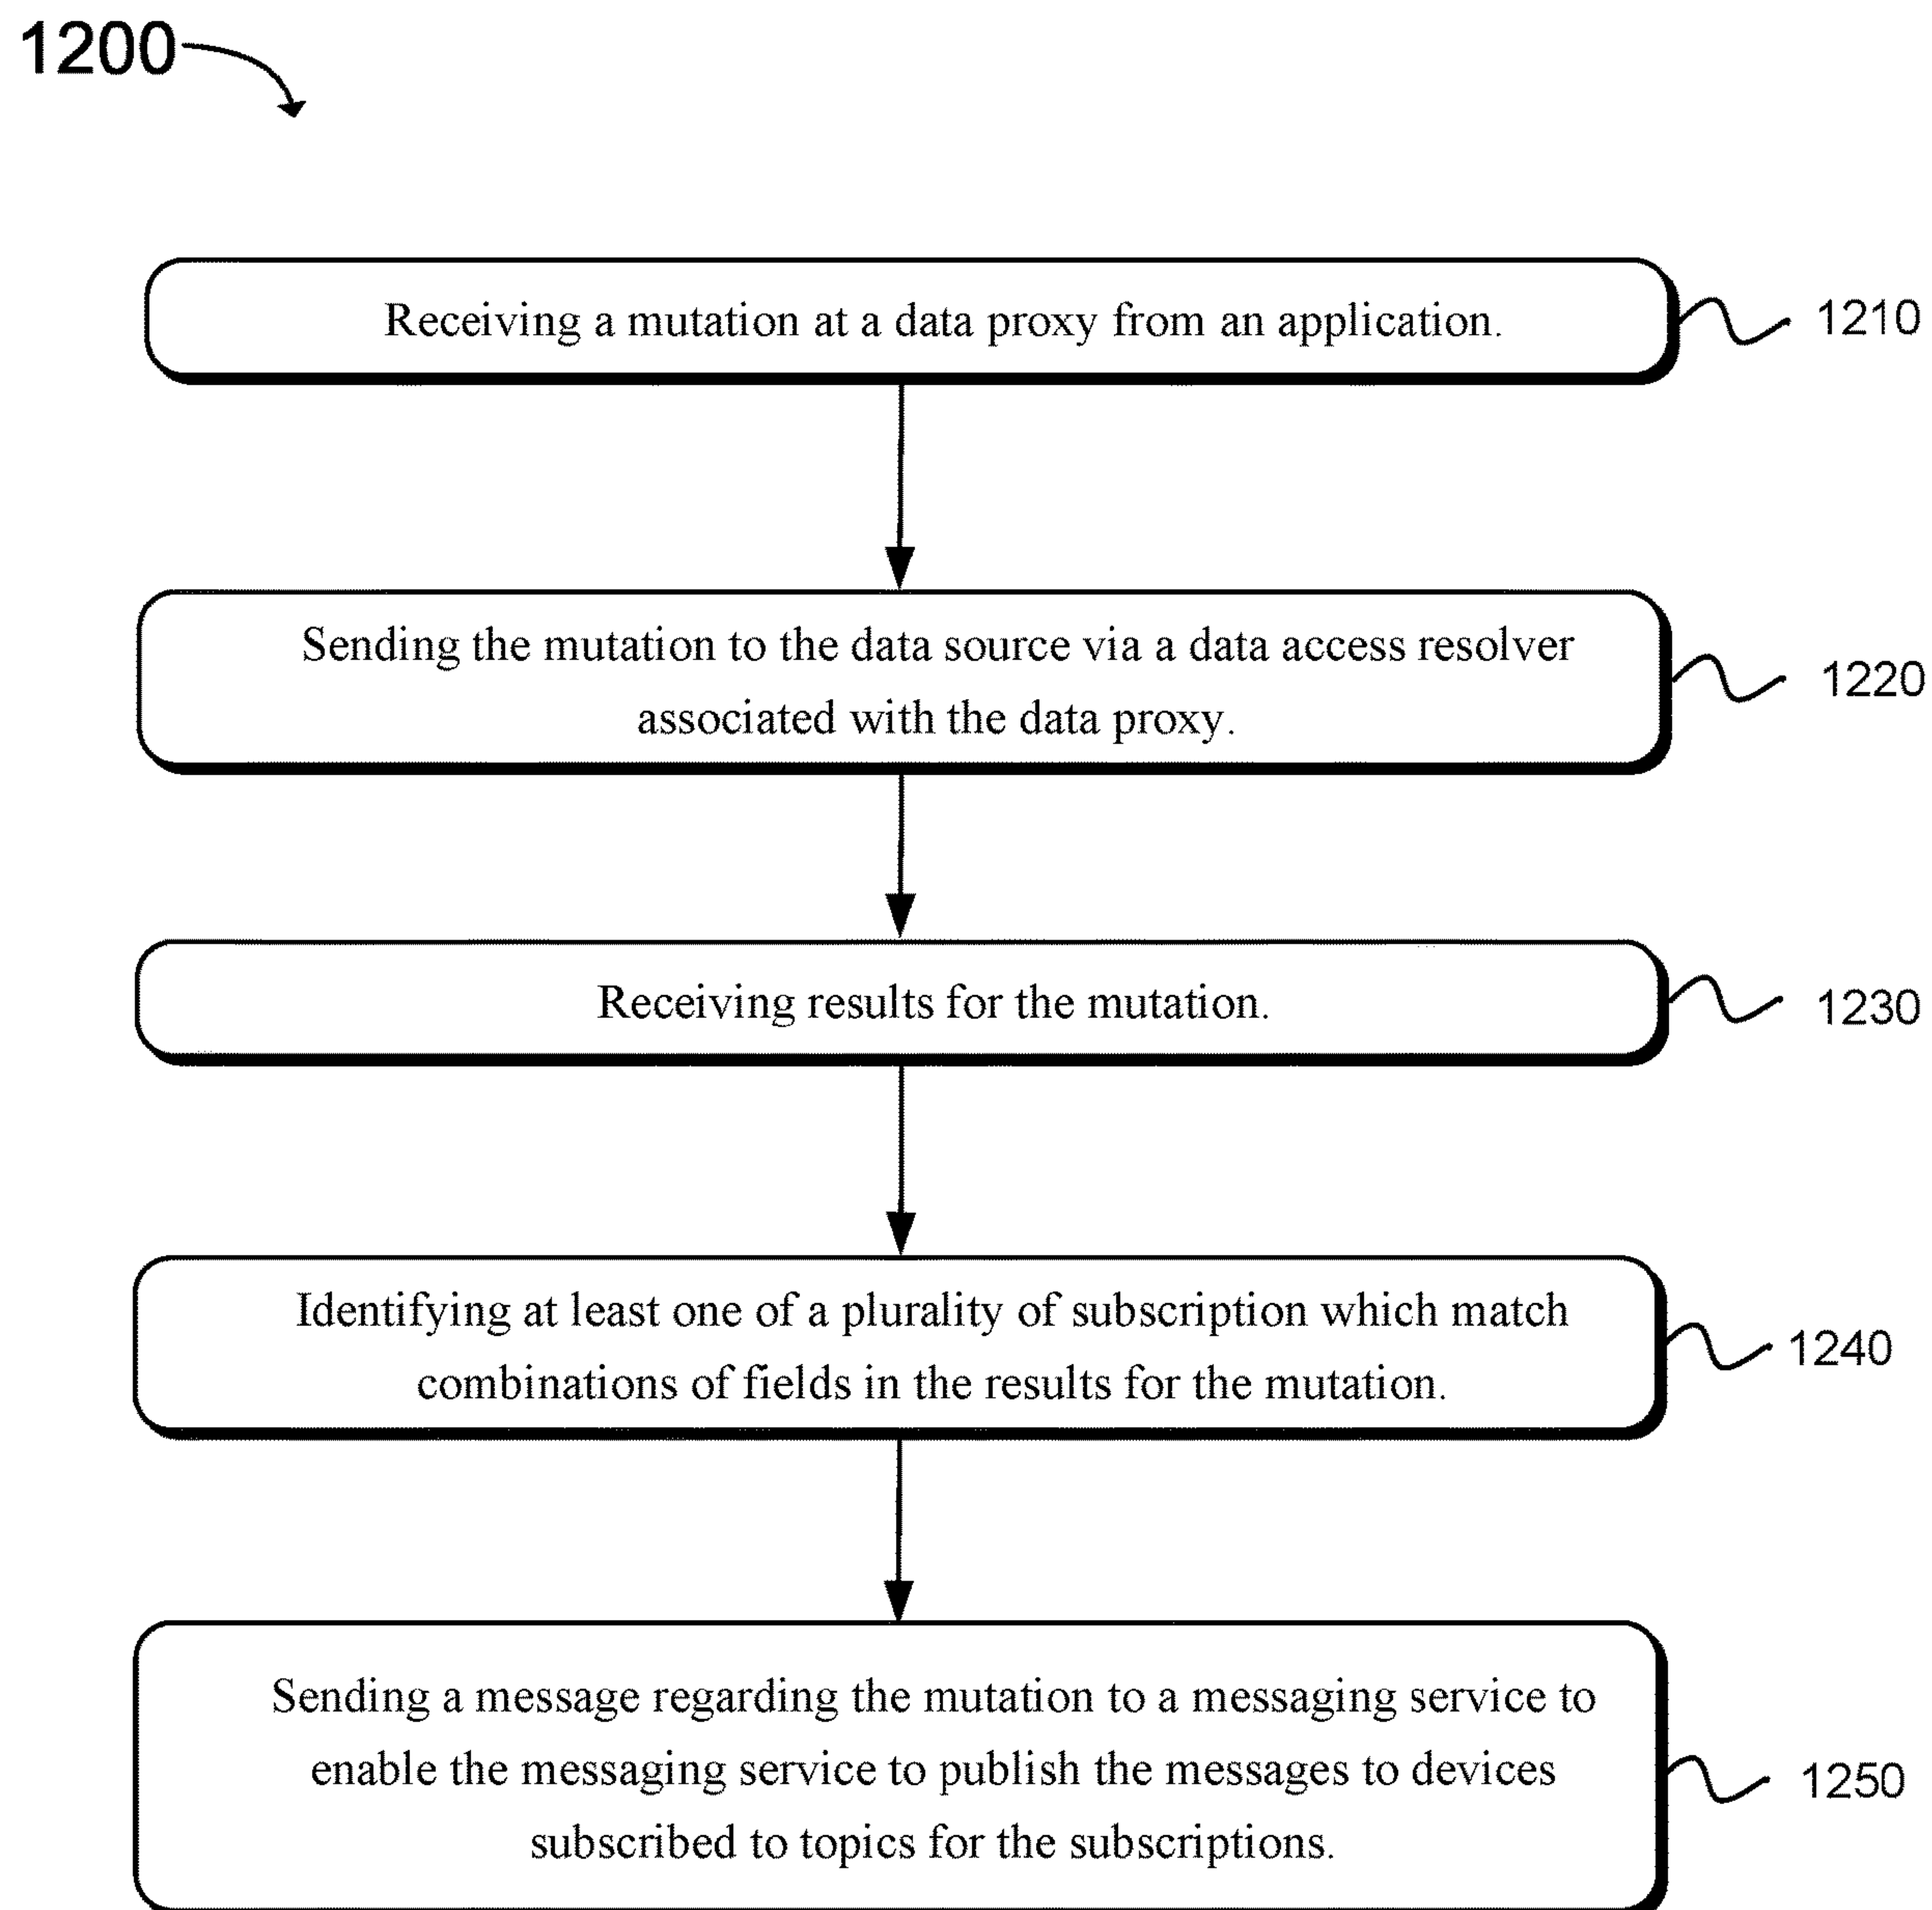 1200
Receiving a mutation at a data proxy from an application.
1210
Sending the mutation to the data source via a data access resolver
associated with the data proxy.
1220
Receiving results for the mutation.
1230
Identifying at least one of a plurality of subscription which match
combinations of fields in the results for the mutation.
1240
Sending a message regarding the mutation to a messaging service to
enable the messaging service to publish the messages to devices
subscribed to topics for the subscriptions.
1250